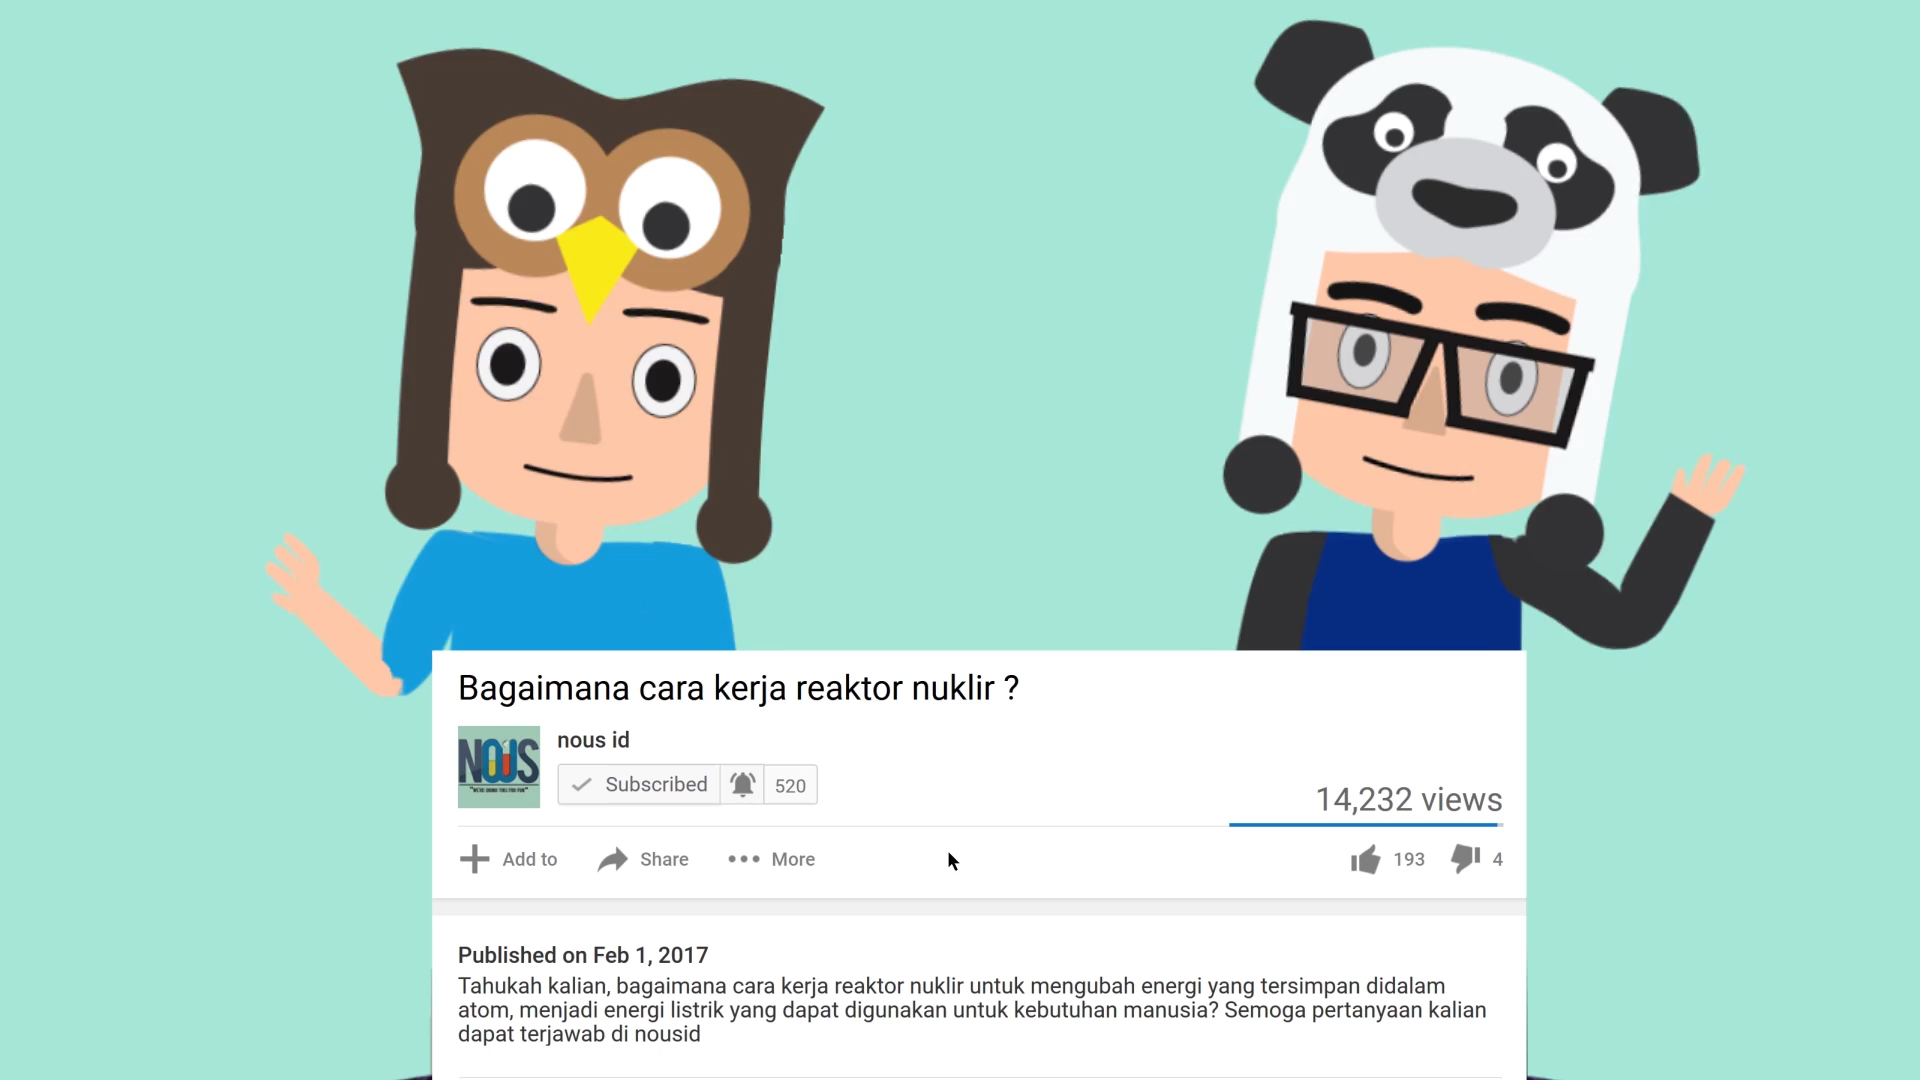 Bagaimana cara kerja reaktor nuklir ?
NOUS
nous id
Subscribed
520
14,232 views
Add to
Share
More
193
4
Published on Feb 1, 2017
Tahukah kalian, bagaimana cara kerja reaktor nuklir untuk mengubah energi yang tersimpan didalam
atom, menjadi energi listrik yang dapat digunakan untuk kebutuhan manusia? Semoga pertanyaan kalian
dapat terjawab di nousid